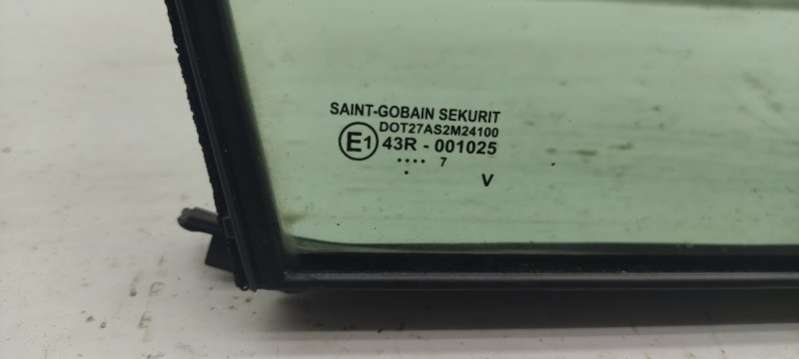 SAINT-GOBAIN SEKURIT
DOT27AS2M24100
E1 43R - 001025
.... 7
. V